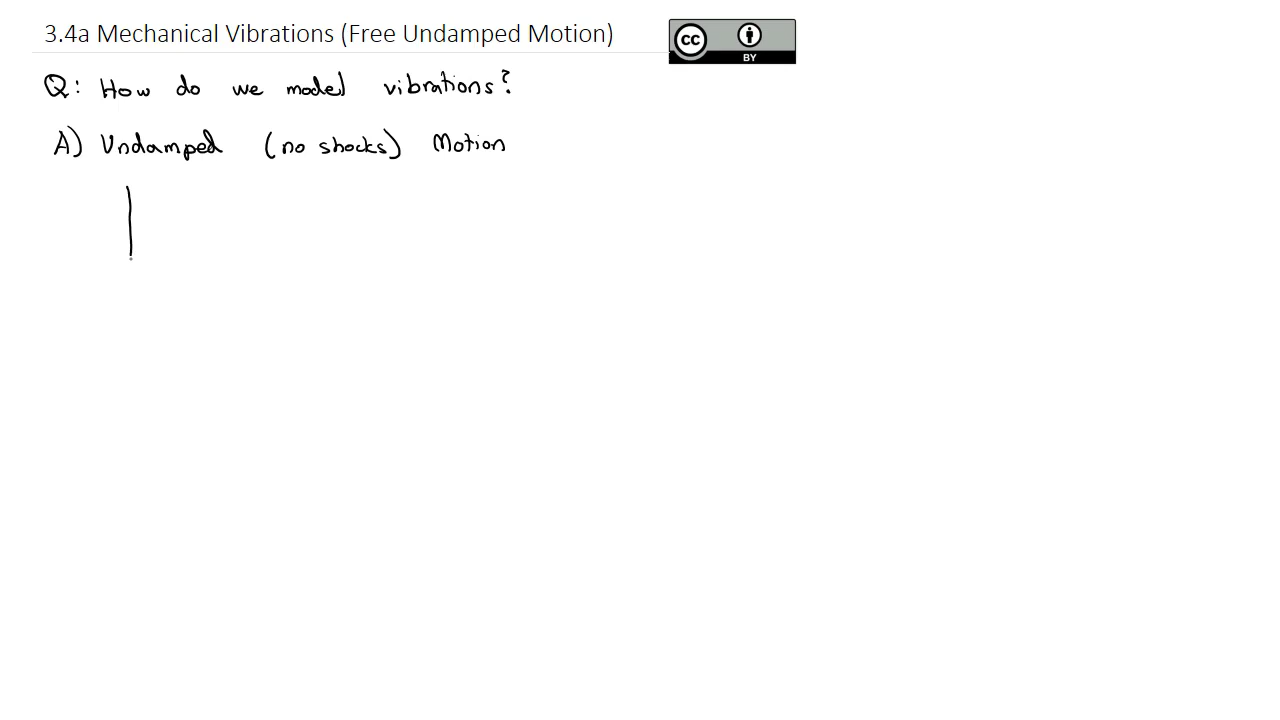 3.4a Mechanical Vibrations (Free Undamped Motion)
CC BY
Q: How do we model vibrations?
A) Undamped (no shocks) Motion